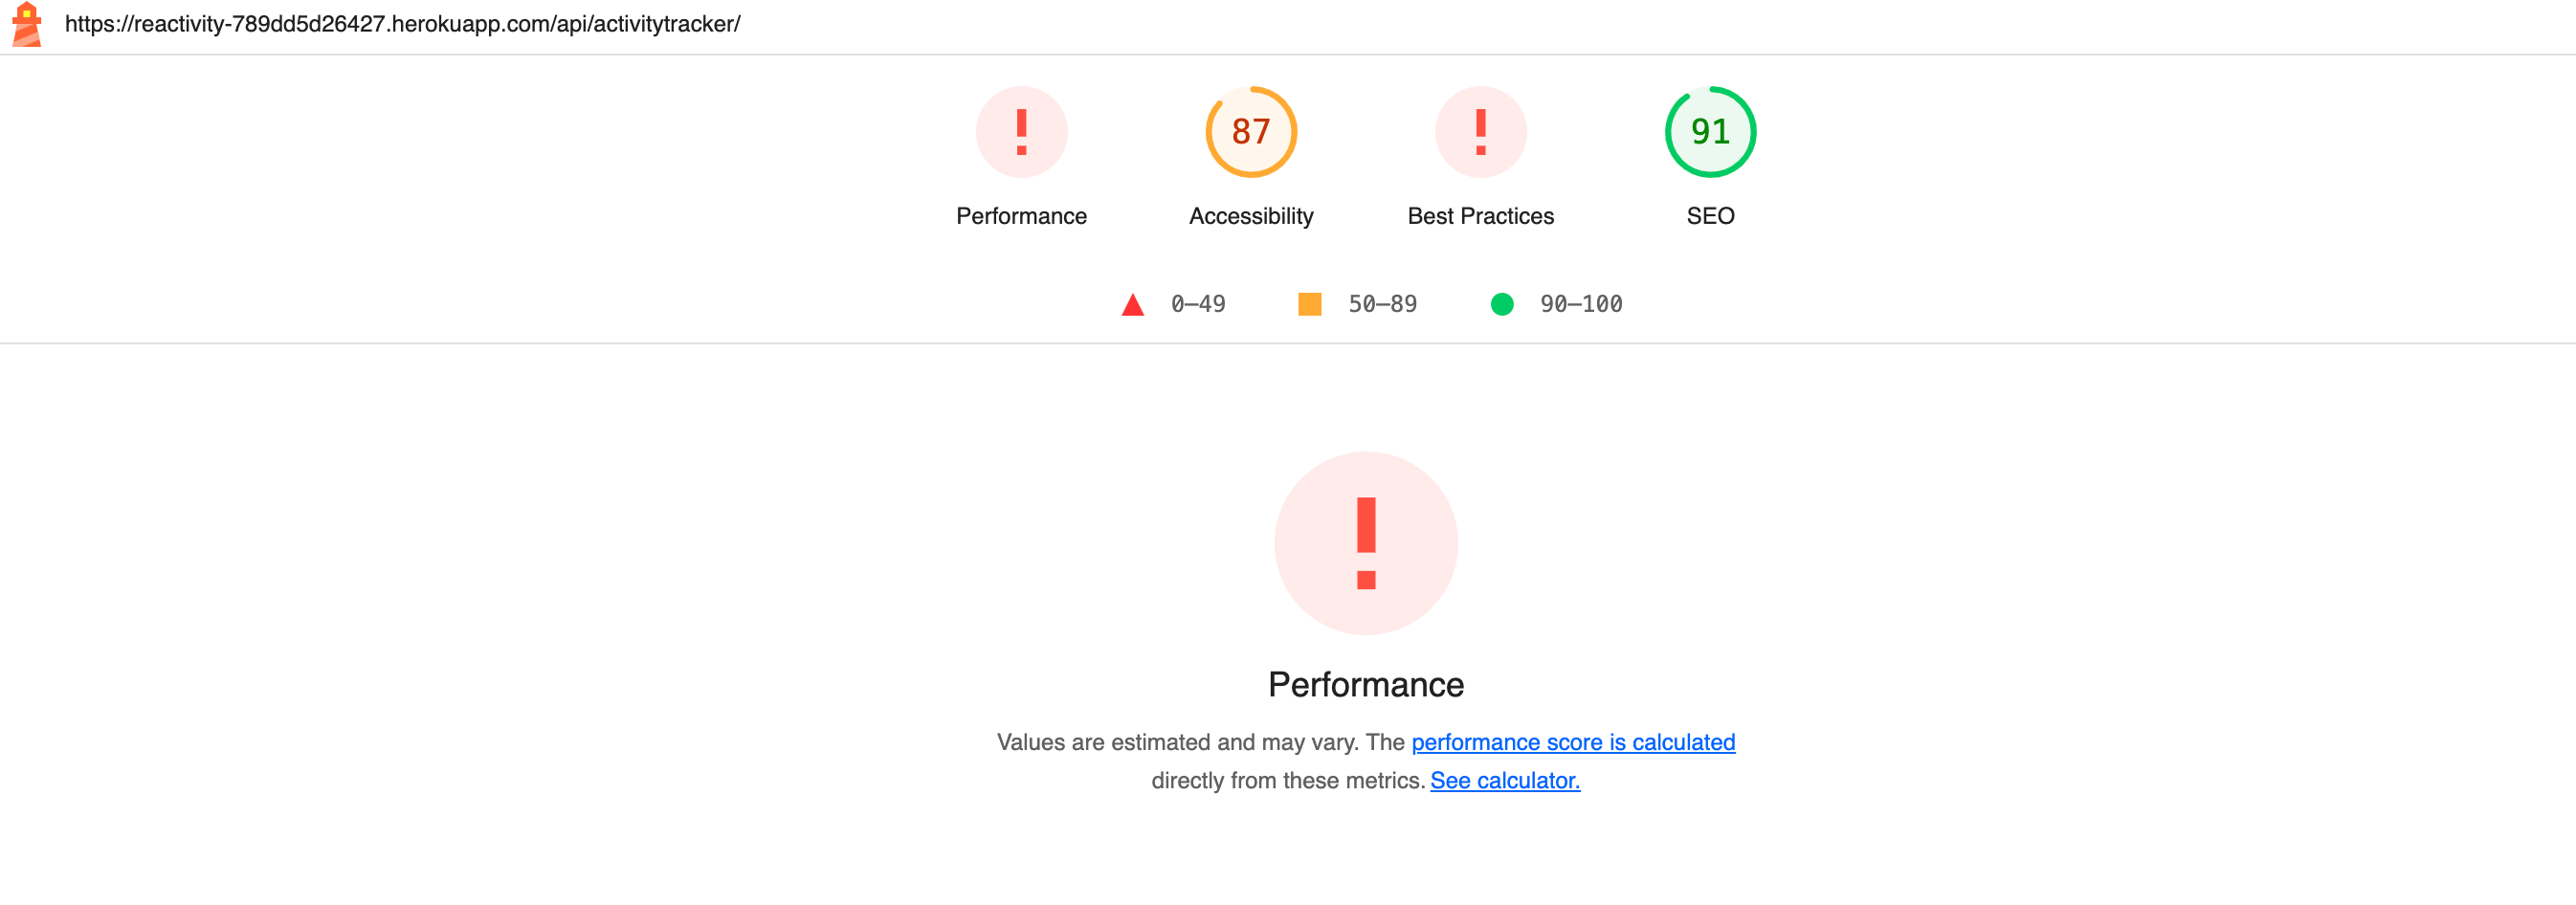 https://reactivity-789dd5d26427.herokuapp.com/api/activitytracker/
! 87 ! 91
Performance Accessibility Best Practices SEO
0–49 50–89 90–100
!
Performance
Values are estimated and may vary. The performance score is calculated
directly from these metrics. See calculator.